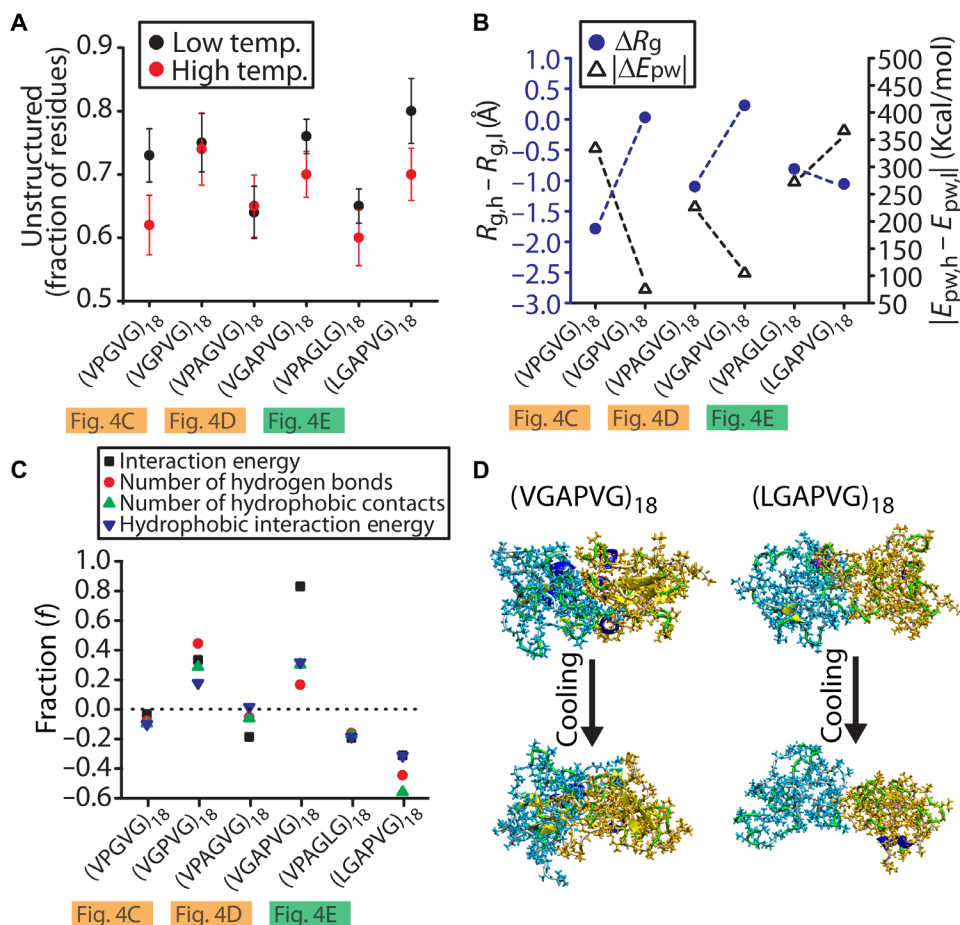 A
Low temp.
High temp.
Unstructured
(fraction of residues)
0.9
0.8
0.7
0.6
0.5
(VPGVG)18
(VGPVG)18
(VPAGVG)18
(VGAPVG)18
(VPAGLG)18
(LGAPVG)18
Fig. 4C
Fig. 4D
Fig. 4E
B
ΔRg
|ΔEpw|
Rg,h − Rg,l (Å)
1.0
0.5
0.0
−0.5
−1.0
−1.5
−2.0
−2.5
−3.0
500
450
400
350
300
250
200
150
100
50
|Epw,h − Epw,l| (Kcal/mol)
(VPGVG)18
(VGPVG)18
(VPAGVG)18
(VGAPVG)18
(VPAGLG)18
(LGAPVG)18
Fig. 4C
Fig. 4D
Fig. 4E
C
Interaction energy
Number of hydrogen bonds
Number of hydrophobic contacts
Hydrophobic interaction energy
Fraction (f)
1.0
0.8
0.6
0.4
0.2
0.0
−0.2
−0.4
−0.6
(VPGVG)18
(VGPVG)18
(VPAGVG)18
(VGAPVG)18
(VPAGLG)18
(LGAPVG)18
Fig. 4C
Fig. 4D
Fig. 4E
D
(VGAPVG)18
(LGAPVG)18
Cooling
Cooling